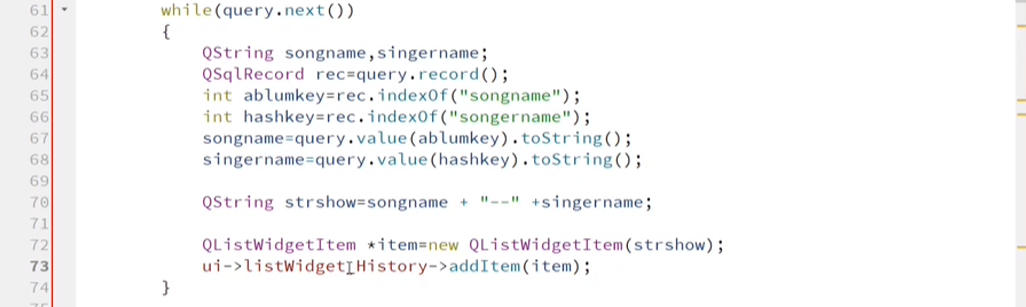 61 while(query.next())
62 {
63 QString songname,singername;
64 QSqlRecord rec=query.record();
65 int ablumkey=rec.indexOf("songname");
66 int hashkey=rec.indexOf("songername");
67 songname=query.value(ablumkey).toString();
68 singername=query.value(hashkey).toString();
69
70 QString strshow=songname + "--" +singername;
71
72 QListWidgetItem *item=new QListWidgetItem(strshow);
73 ui->listWidget_History->addItem(item);
74 }